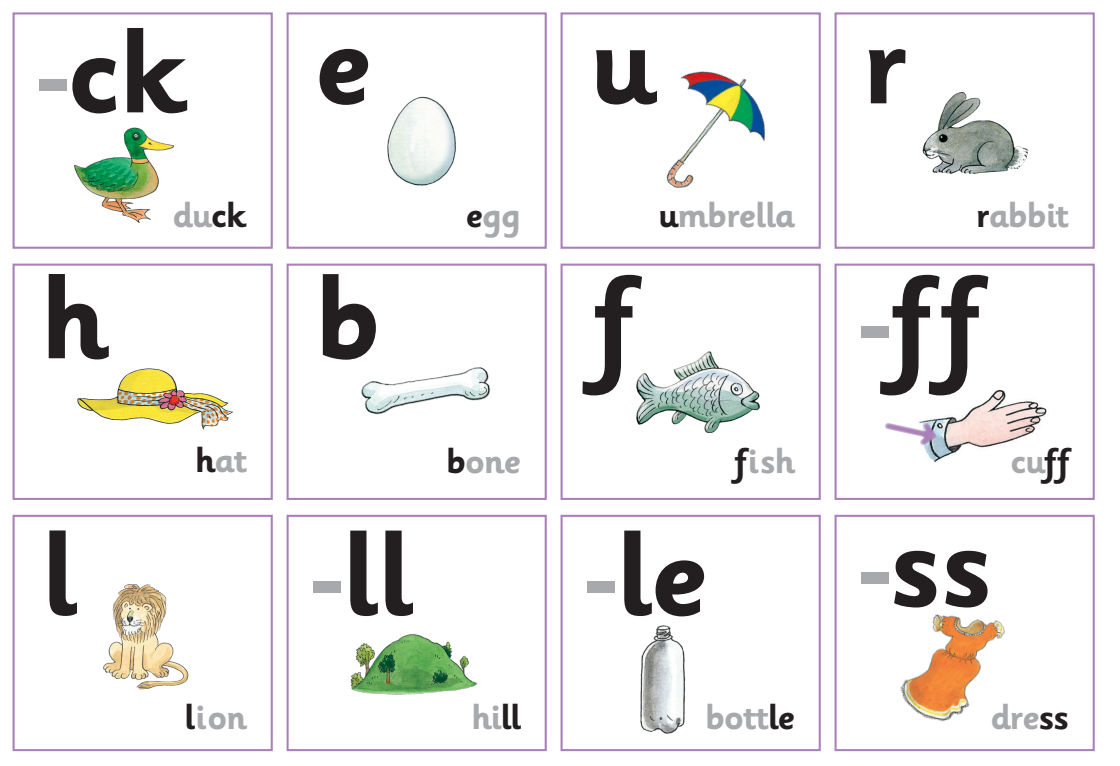 -ck
duck
e
egg
u
umbrella
r
rabbit
h
hat
b
bone
f
fish
-ff
cuff
l
lion
-ll
hill
-le
bottle
-ss
dress